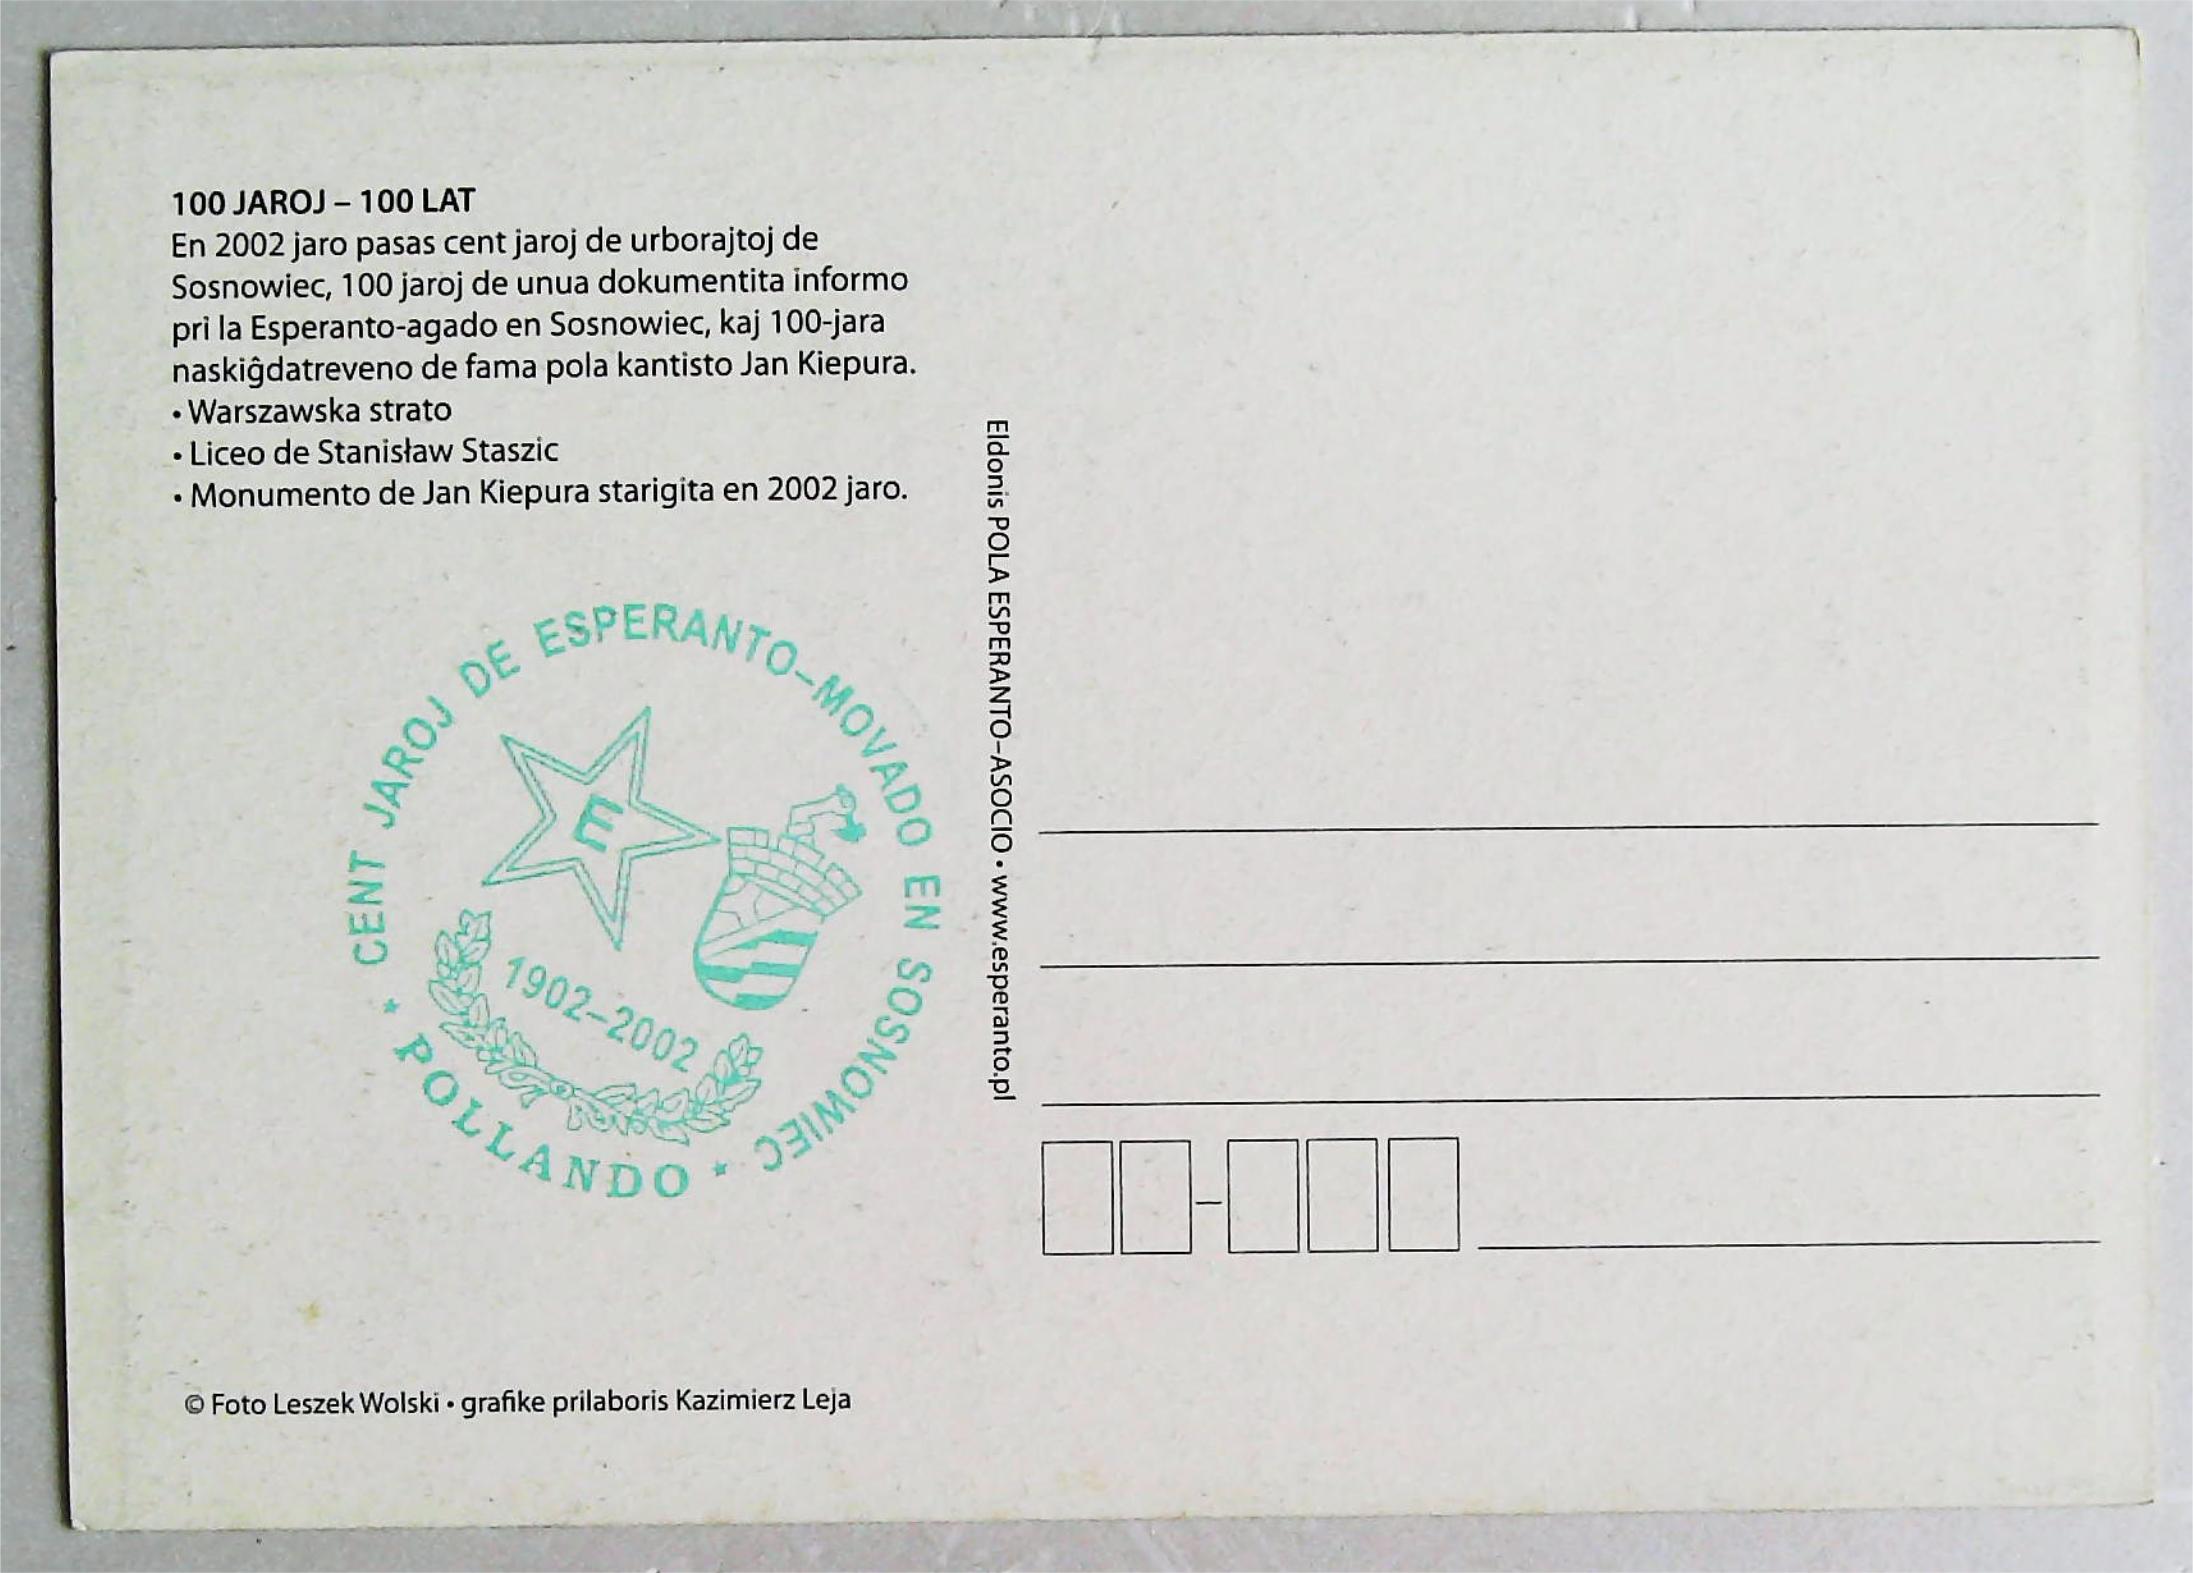 100 JAROJ – 100 LAT
En 2002 jaro pasas cent jaroj de urborajtoj de
Sosnowiec, 100 jaroj de unua dokumentita informo
pri la Esperanto-agado en Sosnowiec, kaj 100-jara
naskiĝdatreveno de fama pola kantisto Jan Kiepura.
• Warszawska strato
• Liceo de Stanisław Staszic
• Monumento de Jan Kiepura starigita en 2002 jaro.
CENT JAROJ DE ESPERANTO-MOVADO EN SOSNOWIEC
E
1902-2002
* POLLANDO *
© Foto Leszek Wolski • grafike prilaboris Kazimierz Leja
Eldonis POLA ESPERANTO-ASOCIO • www.esperanto.pl